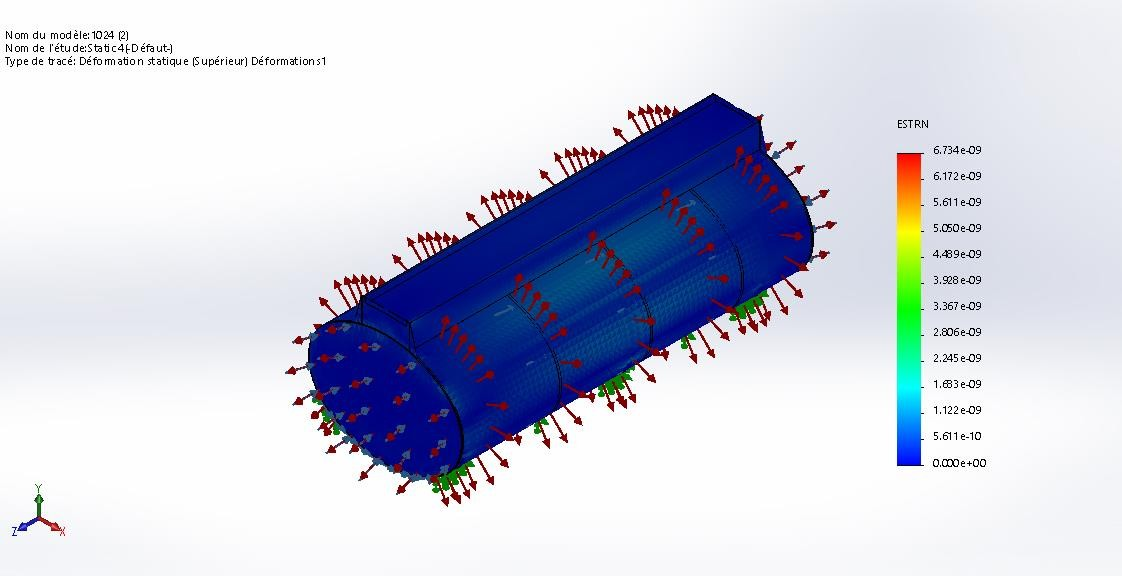 Nom du modèle:1024 (2)
Nom de l'étude:Static 4(-Défaut-)
Type de tracé: Déformation statique (Supérieur) Déformations1
ESTRN
6.734e-09
6.172e-09
5.611e-09
5.050e-09
4.489e-09
3.928e-09
3.367e-09
2.806e-09
2.245e-09
1.683e-09
1.122e-09
5.611e-10
0.000e+00
Y
Z
X